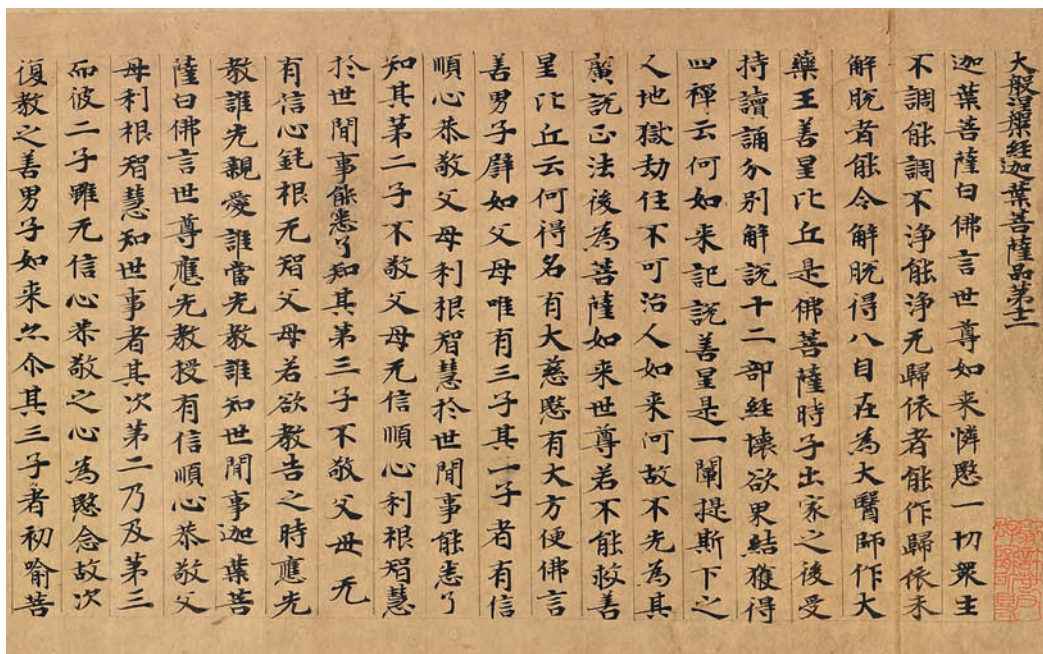 大般涅槃经迦葉菩薩品第十二
迦葉菩薩白佛言世尊如来憐愍一切衆生
不調能調不浄能浄无歸依者能作歸依未
解脱者能令解脱得八自在為大醫師作大
藥王善星比丘是佛菩薩時子出家之後受
持讀誦分別解説十二部經壊欲界結獲得
四禪云何如来記説善星是一闡提斯下之
人地獄劫住不可治人如来何故不先為其
廣説正法後為菩薩如来世尊若不能救善
星比丘云何得名有大慈愍有大方便佛言
善男子辟如父母唯有三子其一子者有信
順心恭敬父母利根智慧扵世間事能悉了
知其第二子不敬父母无信順心利根智慧
扵世間事能悉了知其第三子不敬父母无
有信心鈍根无智父母若欲教告之時應先
教誰先親愛誰當先教誰知世間事迦葉菩
薩白佛言世尊應先教授有信順心恭敬父
母利根智慧知世事者其次第二乃及第三
而彼二子雖无信心恭敬之心為愍念故次
復教之善男子如来亦尒其三子者初喻菩